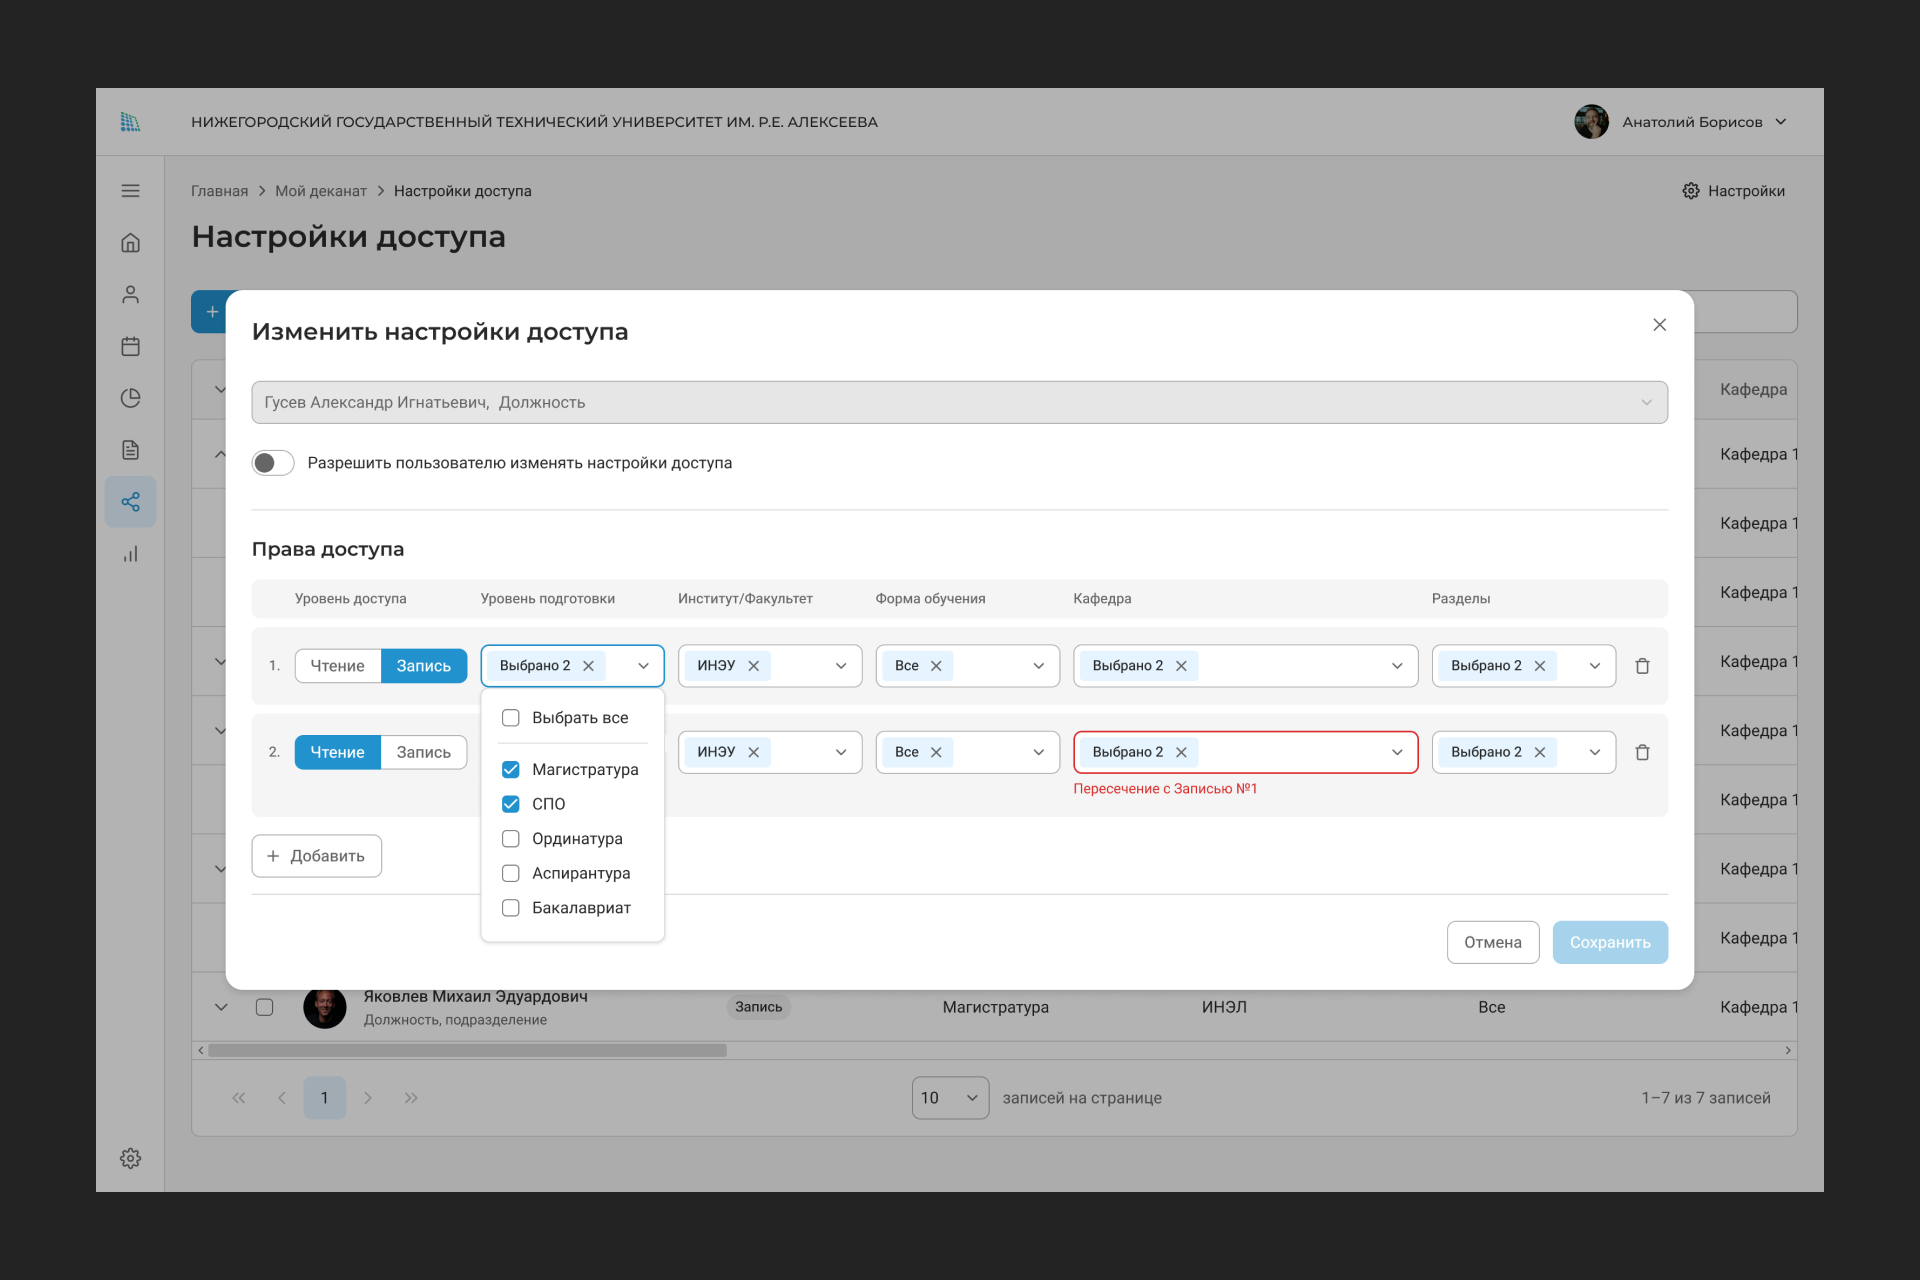 НИЖЕГОРОДСКИЙ ГОСУДАРСТВЕННЫЙ ТЕХНИЧЕСКИЙ УНИВЕРСИТЕТ ИМ. Р.Е. АЛЕКСЕЕВА
Анатолий Борисов
Главная > Мой деканат > Настройки доступа
Настройки
Настройки доступа
Изменить настройки доступа
Гусев Александр Игнатьевич, Должность
Разрешить пользователю изменять настройки доступа
Права доступа
Уровень доступа Уровень подготовки Институт/Факультет Форма обучения Кафедра Разделы
1. Чтение Запись Выбрано 2 ИНЭУ Все Выбрано 2 Выбрано 2
2. Чтение Запись ИНЭУ Все Выбрано 2 Выбрано 2
Пересечение с Записью №1
Выбрать все
Магистратура
СПО
Ординатура
Аспирантура
Бакалавриат
+ Добавить
Отмена
Сохранить
Кафедра
Кафедра 1
Кафедра 1
Кафедра 1
Кафедра 1
Кафедра 1
Кафедра 1
Кафедра 1
Кафедра 1
Яковлев Михаил Эдуардович
Должность, подразделение
Запись Магистратура ИНЭЛ Все Кафедра 1
1
10 записей на странице
1–7 из 7 записей